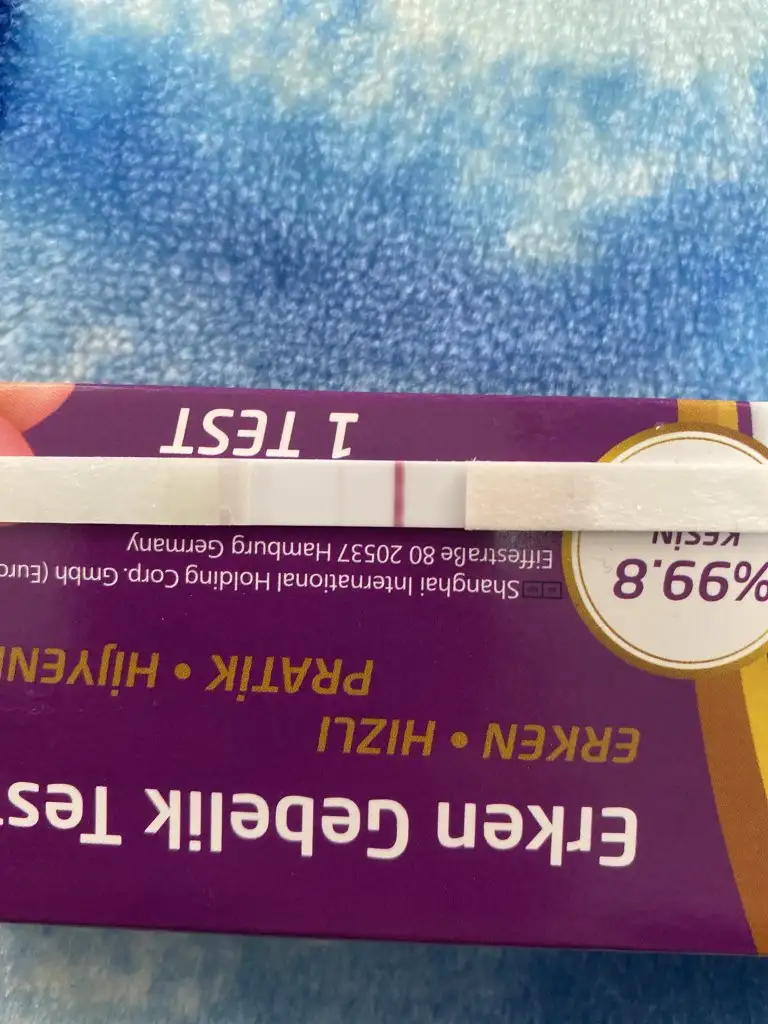 Erken Gebelik Tes
ERKEN • HIZLI
PRATİK • HİJYEN
%99.8
KESİN
Shanghai International Holding Corp. Gmbh (Euro
Eiffestraße 80 20537 Hamburg Germany
1 TEST